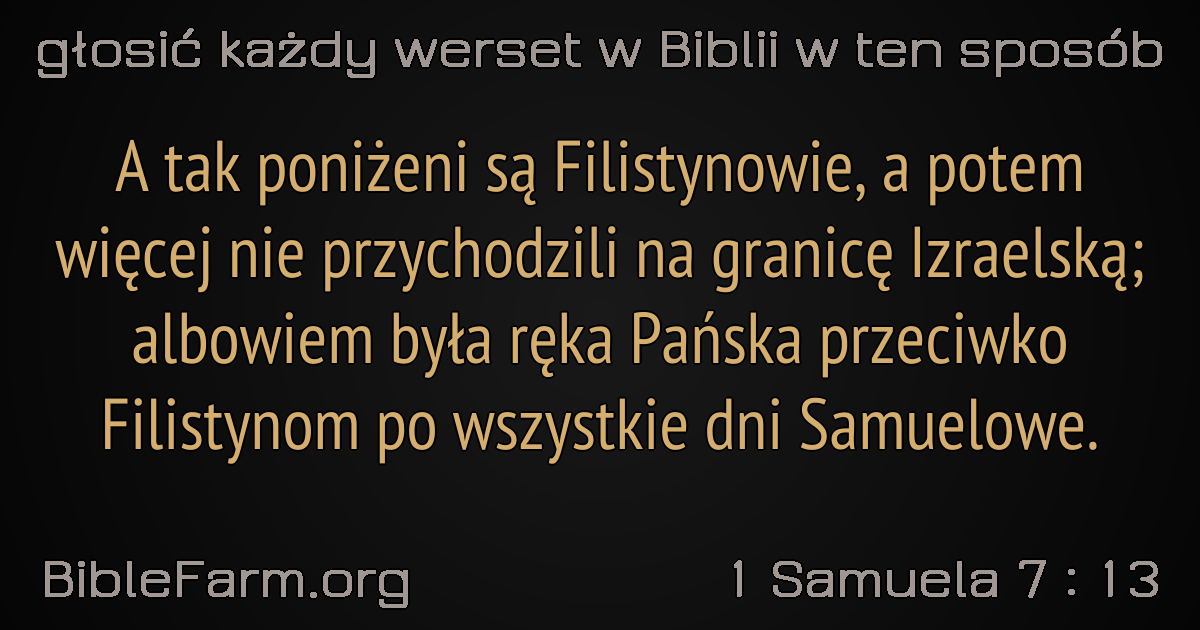 głosić każdy werset w Biblii w ten sposób
A tak poniżeni są Filistynowie, a potem
więcej nie przychodzili na granicę Izraelską;
albowiem była ręka Pańska przeciwko
Filistynom po wszystkie dni Samuelowe.
BibleFarm.org
1 Samuela 7 : 13